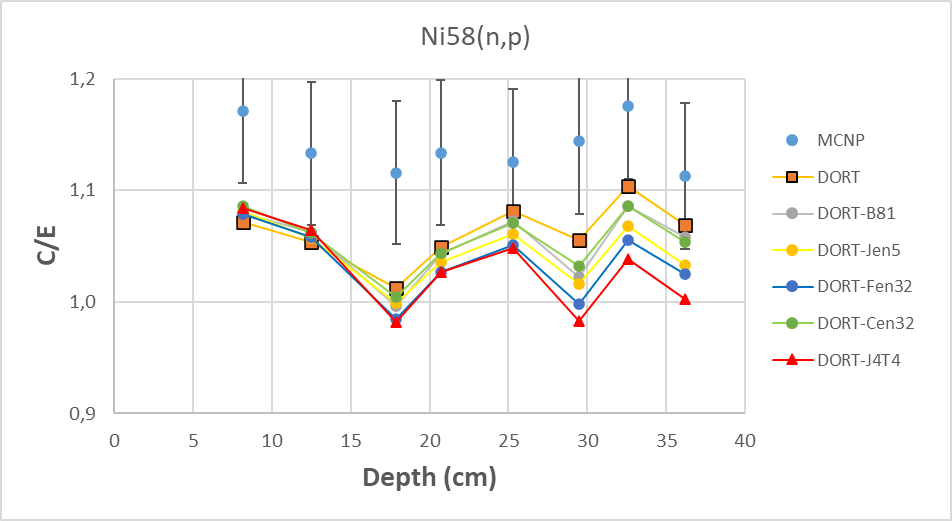 Ni58(n,p)
1,2
1,1
1,0
0,9
C/E
0 5 10 15 20 25 30 35 40
Depth (cm)
MCNP
DORT
DORT-B81
DORT-Jen5
DORT-Fen32
DORT-Cen32
DORT-J4T4